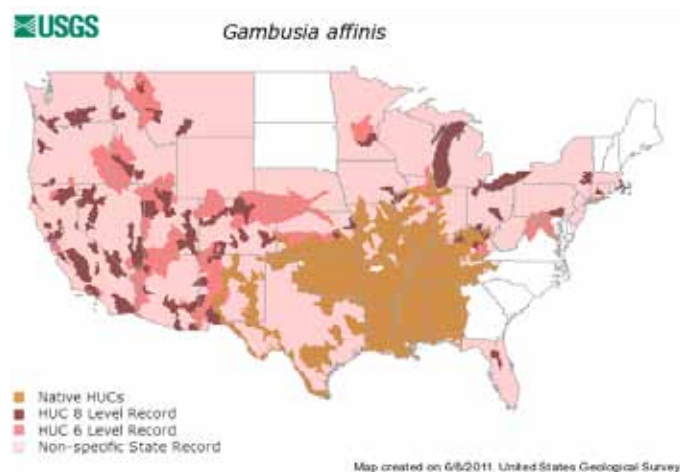 USGS
Gambusia affinis
Native HUCs
HUC 8 Level Record
HUC 6 Level Record
Non-specific State Record
Map created on 6/8/2011. United States Geological Survey